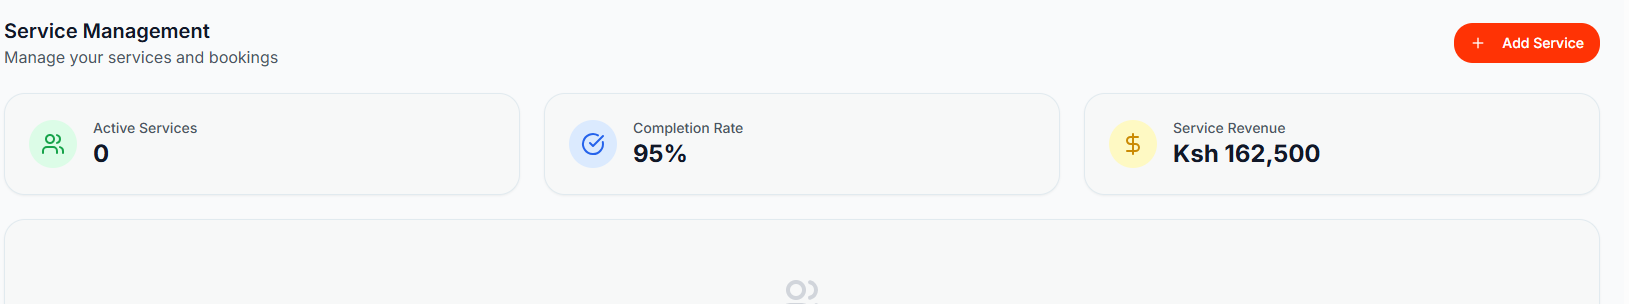 Service Management
Manage your services and bookings
+ Add Service
Active Services
0
Completion Rate
95%
Service Revenue
Ksh 162,500